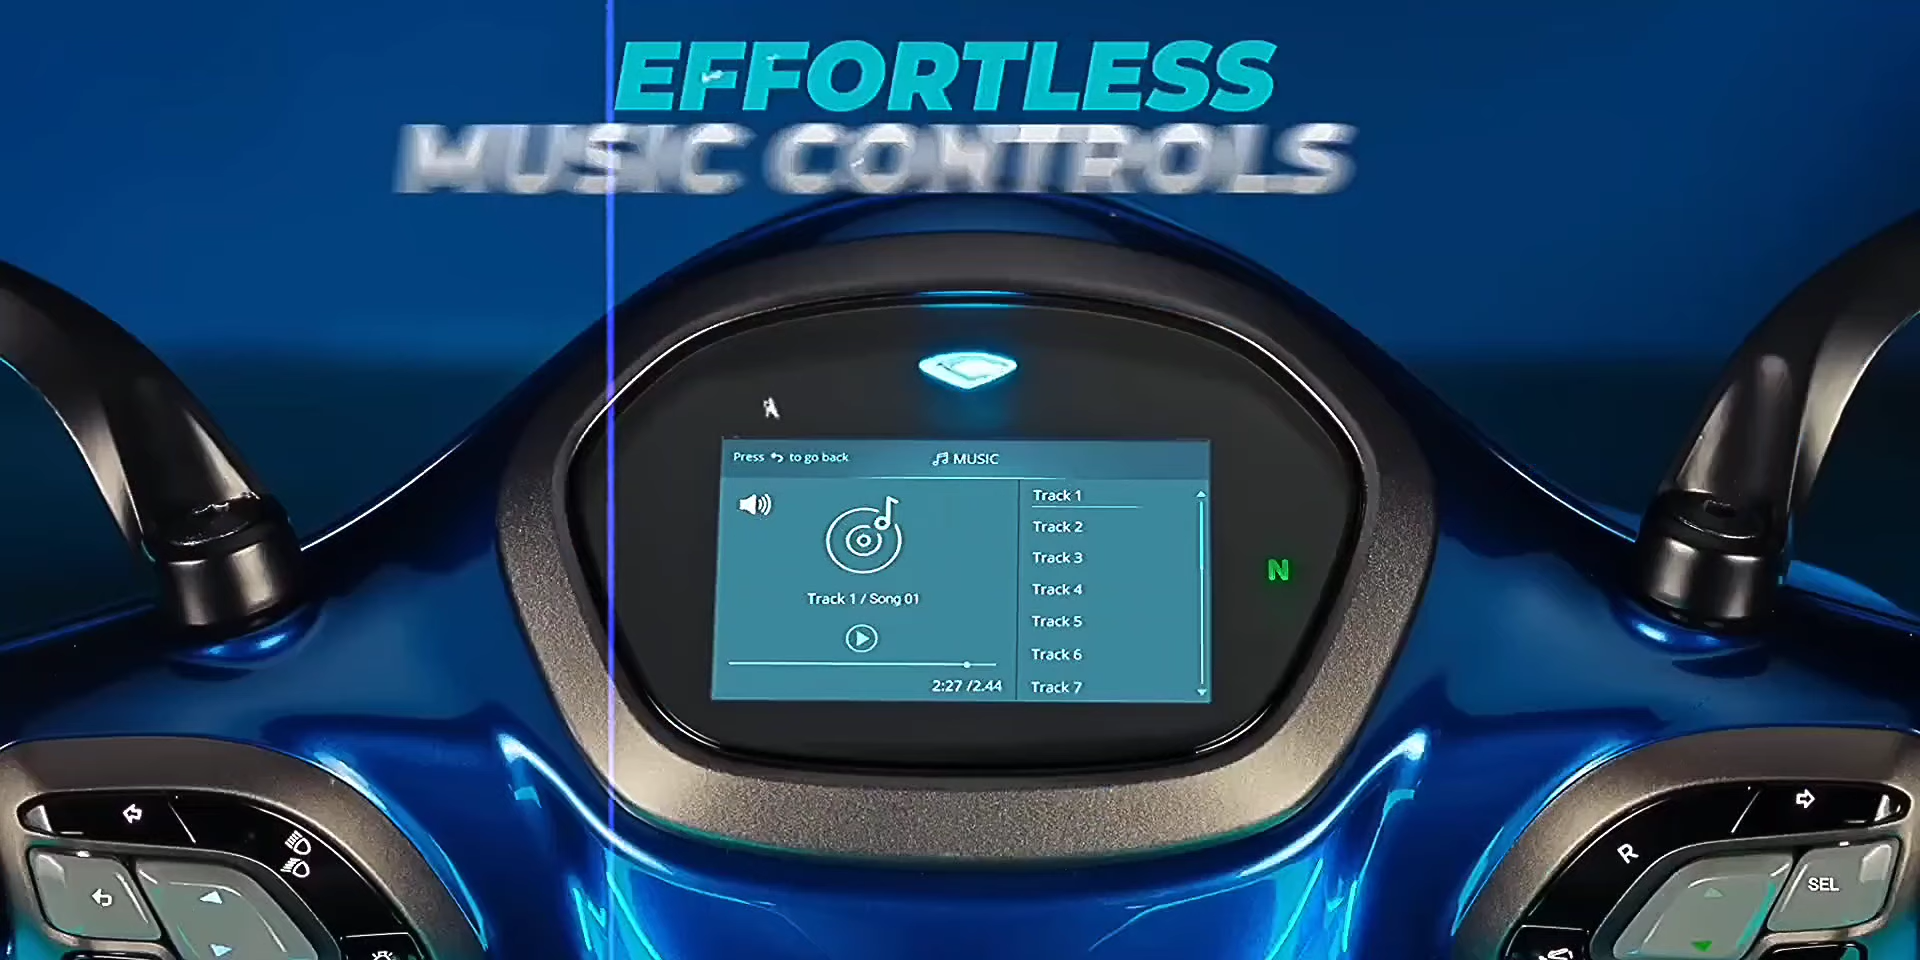 EFFORTLESS
MUSIC CONTROLS
Press to go back
MUSIC
Track 1
Track 2
Track 3
Track 4
Track 5
Track 6
Track 7
Track 1 / Song 01
2:27 /2.44
N
R
SEL